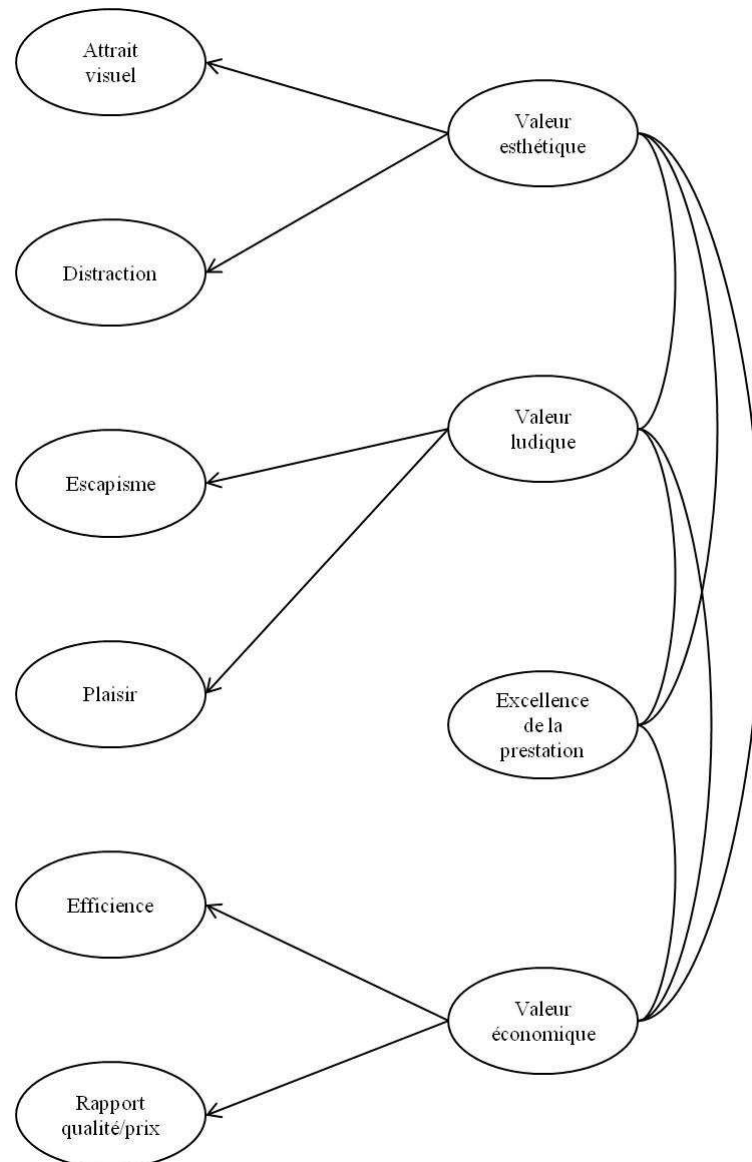 Attrait
visuel
Valeur
esthétique
Distraction
Valeur
ludique
Escapisme
Plaisir
Excellence
de la
prestation
Efficience
Valeur
économique
Rapport
qualité/prix